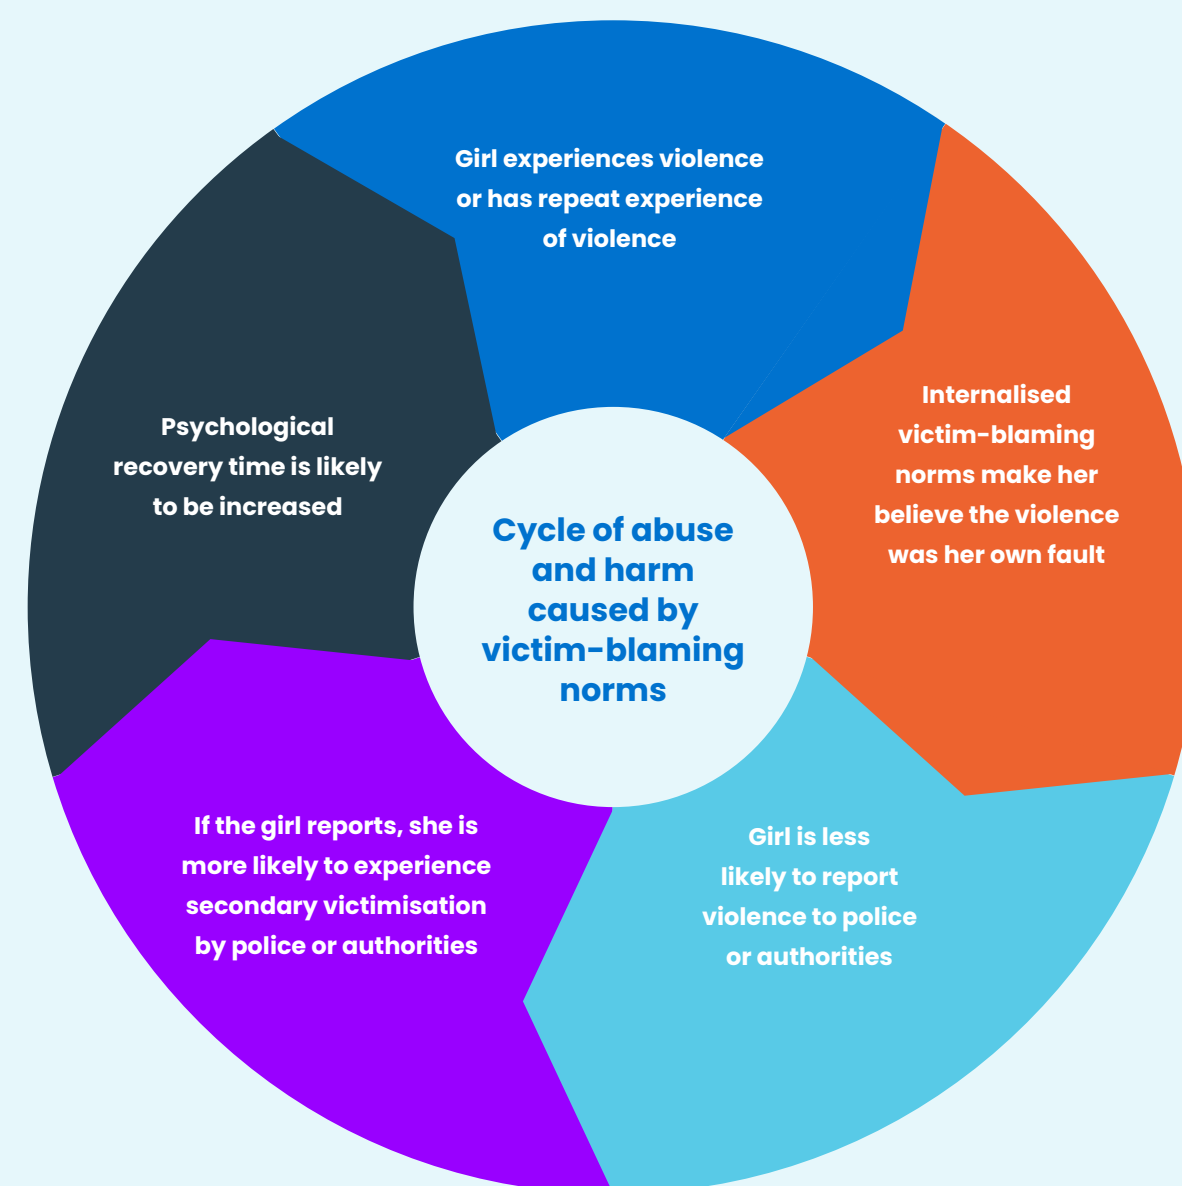 Girl experiences violence
or has repeat experience
of violence
Internalised
victim-blaming
norms make her
believe the violence
was her own fault
Girl is less
likely to report
violence to police
or authorities
If the girl reports, she is
more likely to experience
secondary victimisation
by police or authorities
Psychological
recovery time is likely
to be increased
Cycle of abuse
and harm
caused by
victim-blaming
norms